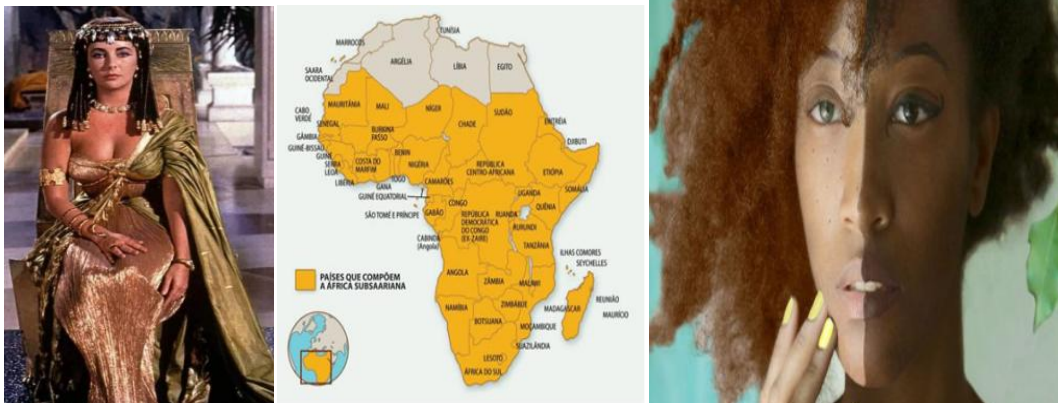 TUNÍSIA
MARROCOS
ARGÉLIA
LÍBIA
EGITO
SAARA
OCIDENTAL
MAURITÂNIA
MALI
NÍGER
CHADE
SUDÃO
ERITRÉIA
CABO
VERDE
SENEGAL
GÂMBIA
GUINÉ-BISSAU
GUINÉ
SERRA
LEOA
LIBÉRIA
COSTA DO
MARFIM
BURKINA
FASSO
GANA
TOGO
BENIN
NIGÉRIA
CAMARÕES
REPÚBLICA
CENTRO-AFRICANA
DJIBUTI
ETIÓPIA
SOMÁLIA
GUINÉ EQUATORIAL
SÃO TOMÉ E PRÍNCIPE
GABÃO
CONGO
REPÚBLICA
DEMOCRÁTICA
DO CONGO
(EX-ZAIRE)
UGANDA
QUÊNIA
RUANDA
BURUNDI
TANZÂNIA
CABINDA
(Angola)
ILHAS COMORES
SEYCHELLES
ANGOLA
ZÂMBIA
MALAWI
PAÍSES QUE COMPÕEM
A ÁFRICA SUBSAARIANA
NAMÍBIA
BOTSUANA
ZIMBÁBUE
MOÇAMBIQUE
MADAGASCAR
REUNIÃO
MAURÍCIO
SUAZILÂNDIA
LESOTO
ÁFRICA DO SUL